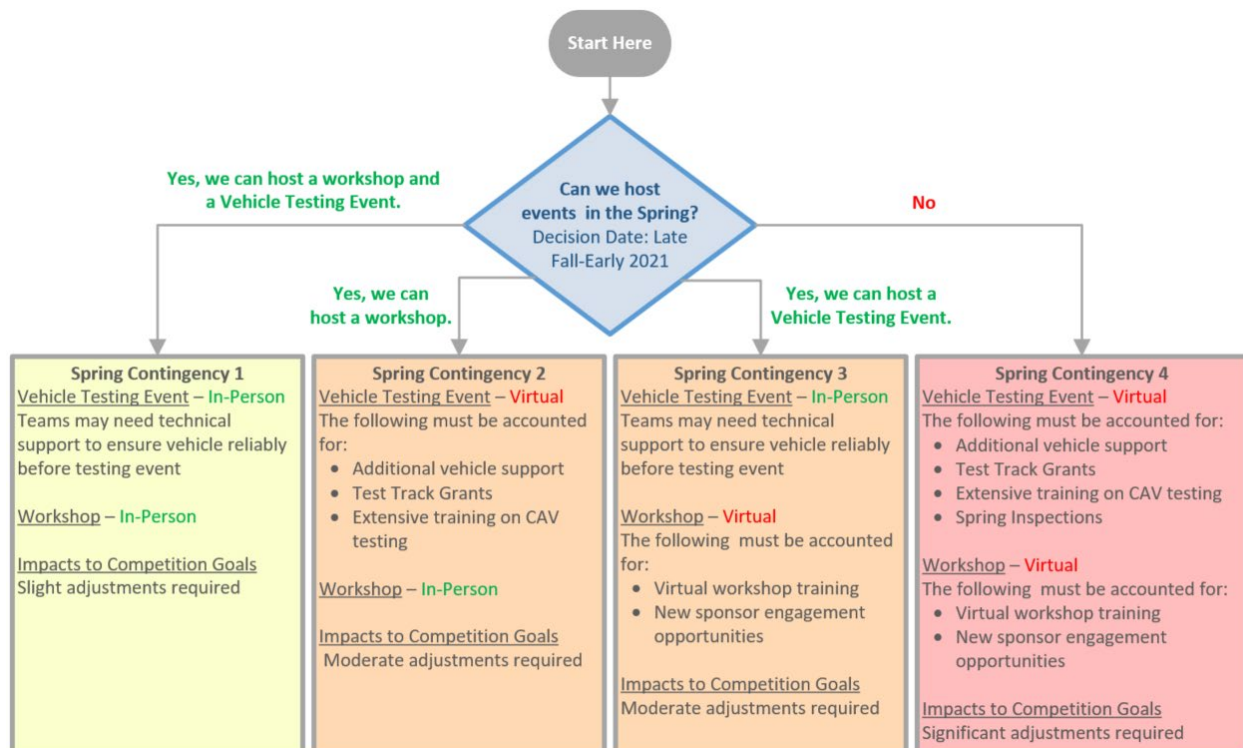 Start Here
Can we host
events in the Spring?
Decision Date: Late
Fall-Early 2021
Yes, we can host a workshop and
a Vehicle Testing Event.
Yes, we can
host a workshop.
Yes, we can host a
Vehicle Testing Event.
No
Spring Contingency 1
Vehicle Testing Event – In-Person
Teams may need technical
support to ensure vehicle reliably
before testing event
Workshop – In-Person
Impacts to Competition Goals
Slight adjustments required
Spring Contingency 2
Vehicle Testing Event – Virtual
The following must be accounted
for:
• Additional vehicle support
• Test Track Grants
• Extensive training on CAV
testing
Workshop – In-Person
Impacts to Competition Goals
Moderate adjustments required
Spring Contingency 3
Vehicle Testing Event – In-Person
Teams may need technical
support to ensure vehicle reliably
before testing event
Workshop – Virtual
The following must be accounted
for:
• Virtual workshop training
• New sponsor engagement
opportunities
Impacts to Competition Goals
Moderate adjustments required
Spring Contingency 4
Vehicle Testing Event – Virtual
The following must be accounted for:
• Additional vehicle support
• Test Track Grants
• Extensive training on CAV testing
• Spring Inspections
Workshop – Virtual
The following must be accounted for:
• Virtual workshop training
• New sponsor engagement
opportunities
Impacts to Competition Goals
Significant adjustments required